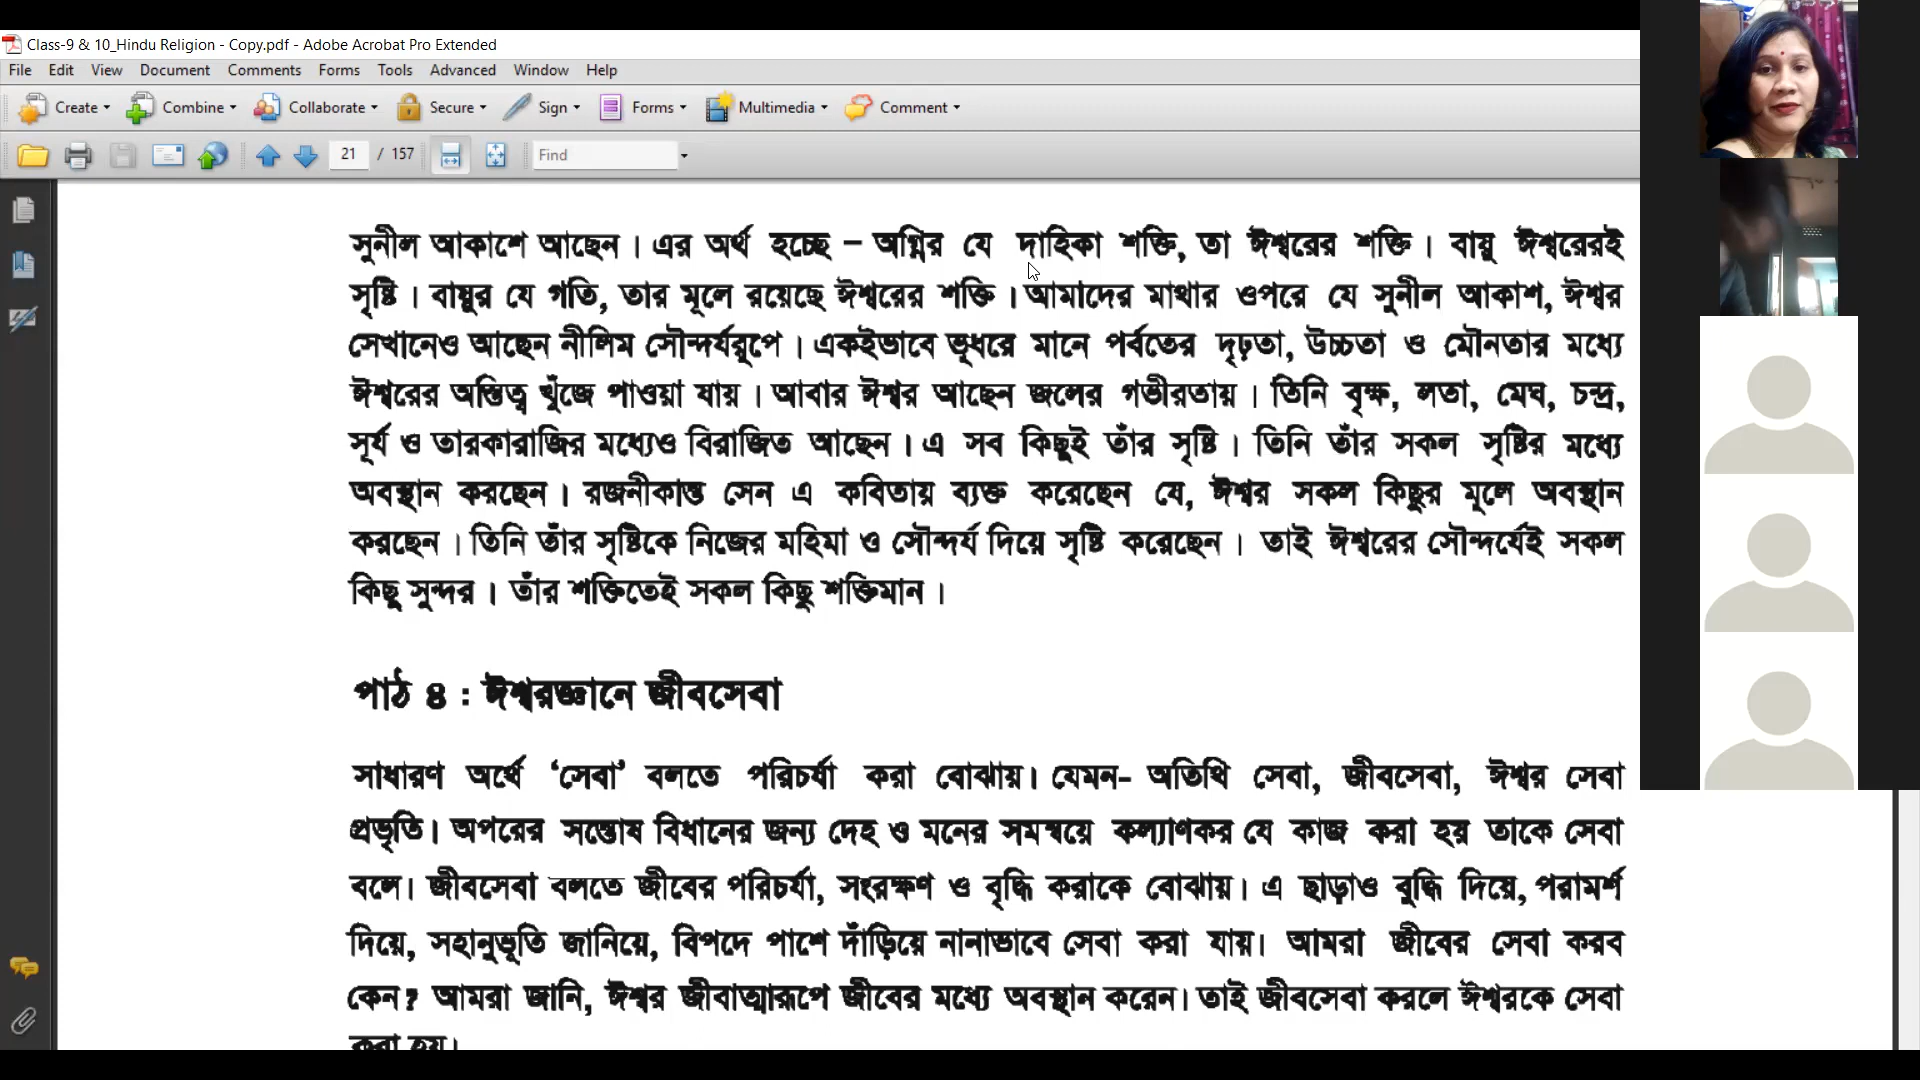 Class-9 & 10_Hindu Religion - Copy.pdf - Adobe Acrobat Pro Extended
File Edit View Document Comments Forms Tools Advanced Window Help
Create Combine Collaborate Secure Sign Forms Multimedia Comment
21 / 157 Find
সুনীল আকাশে আছেন। এর অর্থ হচ্ছে – অগ্নির যে দাহিকা শক্তি, তা ঈশ্বরের শক্তি। বায়ু ঈশ্বরেরই
সৃষ্টি। বায়ুর যে গতি, তার মূলে রয়েছে ঈশ্বরের শক্তি। আমাদের মাথার ওপরে যে সুনীল আকাশ, ঈশ্বর
সেখানেও আছেন নীলিম সৌন্দর্যরূপে। একইভাবে ভূধরে মানে পর্বতের দৃঢ়তা, উচ্চতা ও মৌনতার মধ্যে
ঈশ্বরের অস্তিত্ব খুঁজে পাওয়া যায়। আবার ঈশ্বর আছেন জলের গভীরতায়। তিনি বৃক্ষ, লতা, মেঘ, চন্দ্র,
সূর্য ও তারকারাজির মধ্যেও বিরাজিত আছেন। এ সব কিছুই তাঁর সৃষ্টি। তিনি তাঁর সকল সৃষ্টির মধ্যে
অবস্থান করছেন। রজনীকান্ত সেন এ কবিতায় ব্যক্ত করেছেন যে, ঈশ্বর সকল কিছুর মূলে অবস্থান
করছেন। তিনি তাঁর সৃষ্টিকে নিজের মহিমা ও সৌন্দর্য দিয়ে সৃষ্টি করেছেন। তাই ঈশ্বরের সৌন্দর্যেই সকল
কিছু সুন্দর। তাঁর শক্তিতেই সকল কিছু শক্তিমান।
পাঠ ৪ : ঈশ্বরজ্ঞানে জীবসেবা
সাধারণ অর্থে ‘সেবা’ বলতে পরিচর্যা করা বোঝায়। যেমন- অতিথি সেবা, জীবসেবা, ঈশ্বর সেবা
প্রভৃতি। অপরের সন্তোষ বিধানের জন্য দেহ ও মনের সমন্বয়ে কল্যাণকর যে কাজ করা হয় তাকে সেবা
বলে। জীবসেবা বলতে জীবের পরিচর্যা, সংরক্ষণ ও বৃদ্ধি করাকে বোঝায়। এ ছাড়াও বুদ্ধি দিয়ে, পরামর্শ
দিয়ে, সহানুভূতি জানিয়ে, বিপদে পাশে দাঁড়িয়ে নানাভাবে সেবা করা যায়। আমরা জীবের সেবা করব
কেন? আমরা জানি, ঈশ্বর জীবাত্মারূপে জীবের মধ্যে অবস্থান করেন। তাই জীবসেবা করলে ঈশ্বরকে সেবা
করা হয়।